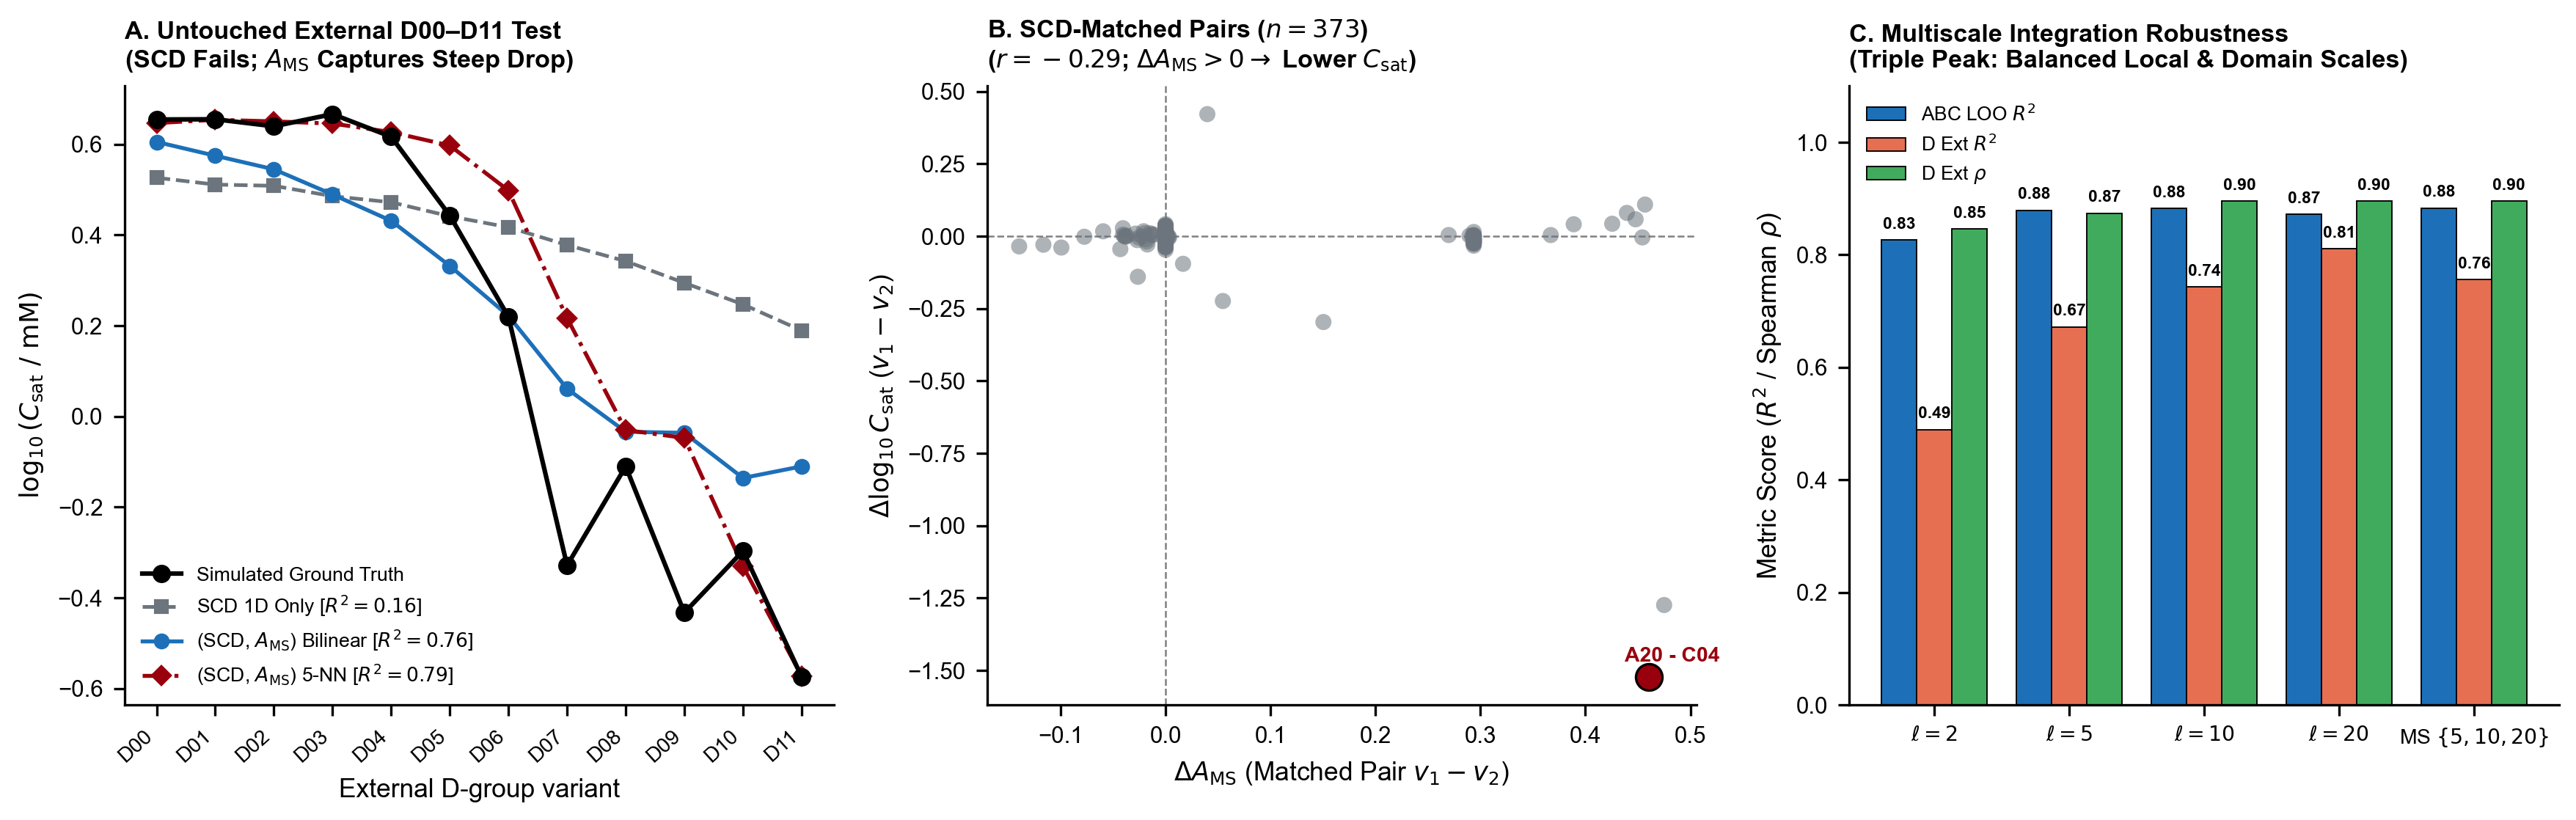 A. Untouched External D00–D11 Test
(SCD Fails; A_MS Captures Steep Drop)
log₁₀ (C_sat / mM)
0.6
0.4
0.2
0.0
−0.2
−0.4
−0.6
Simulated Ground Truth
SCD 1D Only [R² = 0.16]
(SCD, A_MS) Bilinear [R² = 0.76]
(SCD, A_MS) 5-NN [R² = 0.79]
D00
D01
D02
D03
D04
D05
D06
D07
D08
D09
D10
D11
External D-group variant
B. SCD-Matched Pairs (n = 373)
(r = −0.29; ΔA_MS > 0 → Lower C_sat)
Δlog₁₀ C_sat (v₁ − v₂)
0.50
0.25
0.00
−0.25
−0.50
−0.75
−1.00
−1.25
−1.50
A20 - C04
−0.1
0.0
0.1
0.2
0.3
0.4
0.5
ΔA_MS (Matched Pair v₁ − v₂)
C. Multiscale Integration Robustness
(Triple Peak: Balanced Local & Domain Scales)
Metric Score (R² / Spearman ρ)
1.0
0.8
0.6
0.4
0.2
0.0
ABC LOO R²
D Ext R²
D Ext ρ
0.83
0.49
0.85
0.88
0.67
0.87
0.88
0.74
0.90
0.87
0.81
0.90
0.88
0.76
0.90
ℓ = 2
ℓ = 5
ℓ = 10
ℓ = 20
MS {5, 10, 20}